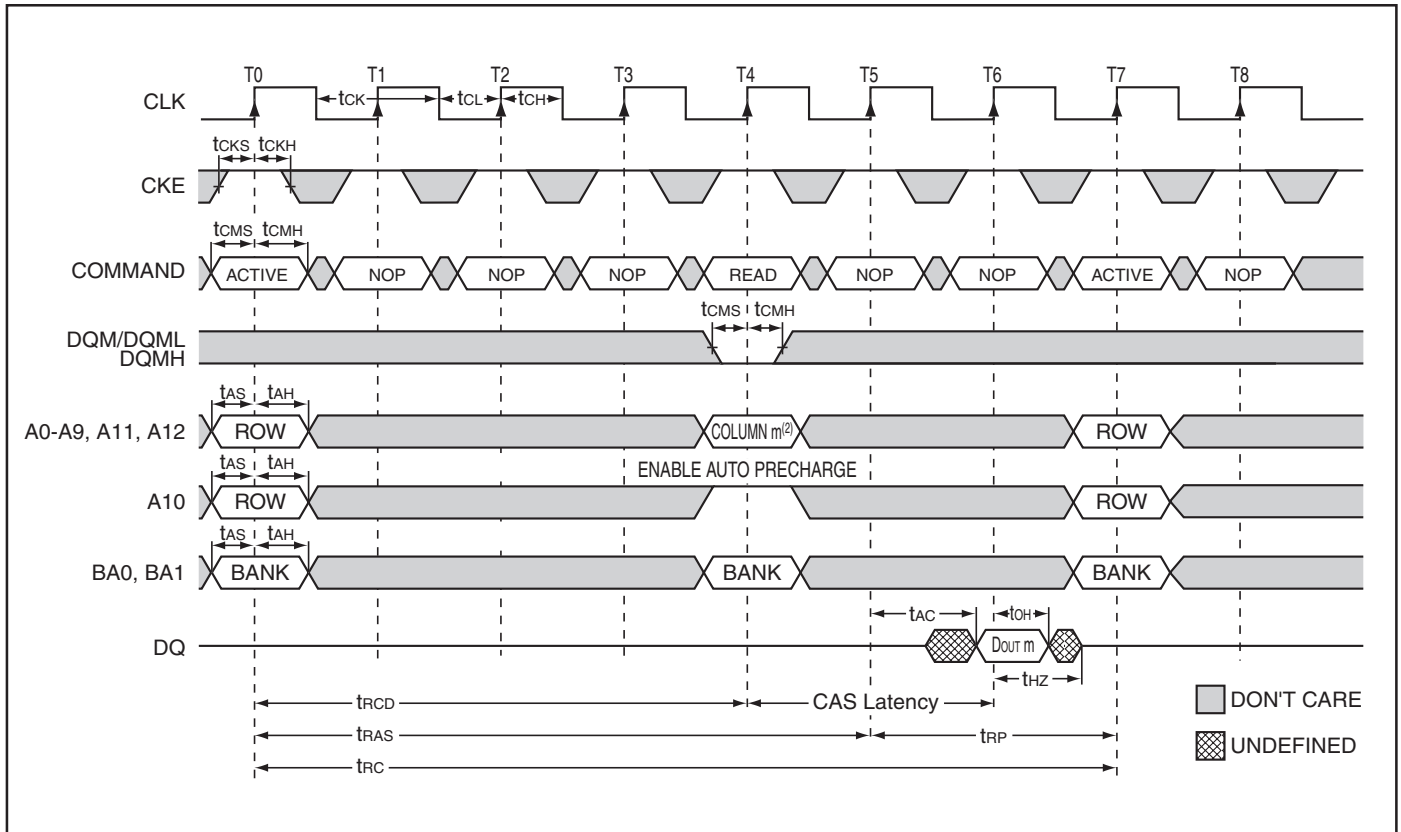 T0 T1 T2 T3 T4 T5 T6 T7 T8
CLK
tCK tCL tCH
tCKS tCKH
CKE
tCMS tCMH
COMMAND ACTIVE NOP NOP NOP READ NOP NOP ACTIVE NOP
tCMS tCMH
DQM/DQML
DQMH
tAS tAH
A0-A9, A11, A12 ROW COLUMN m(2) ROW
tAS tAH
ENABLE AUTO PRECHARGE
A10 ROW ROW
tAS tAH
BA0, BA1 BANK BANK BANK
tAC tOH
DQ DOUT m
tHZ
tRCD CAS Latency
DON'T CARE
tRAS tRP
UNDEFINED
tRC